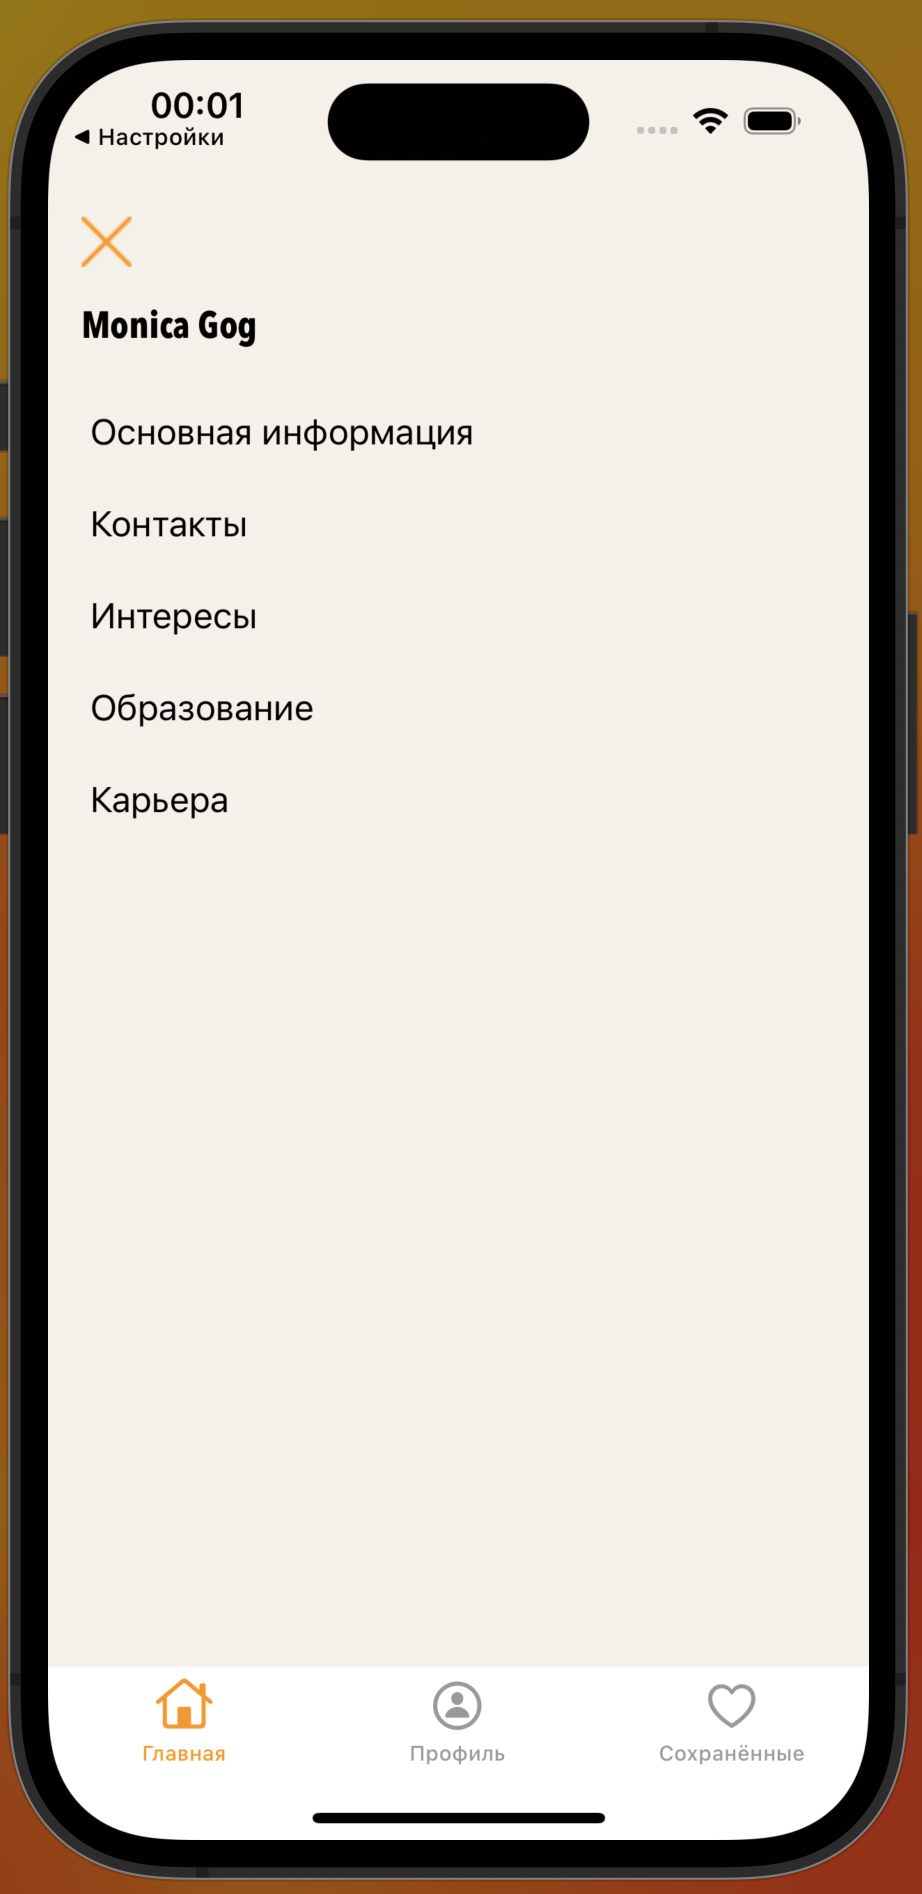 00:01
◀ Настройки
Monica Gog
Основная информация
Контакты
Интересы
Образование
Карьера
Главная
Профиль
Сохранённые